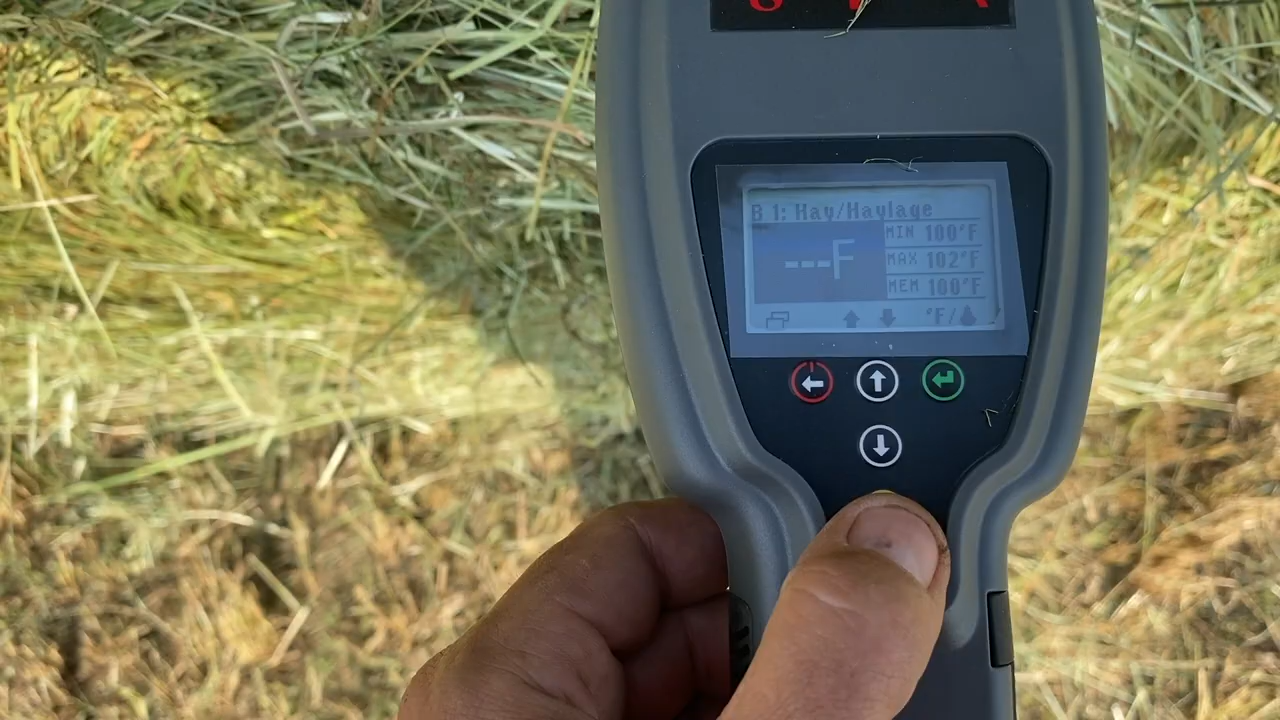 B 1: Hay/Haylage
---F
MIN 100°F
MAX 102°F
MEM 100°F
°F/